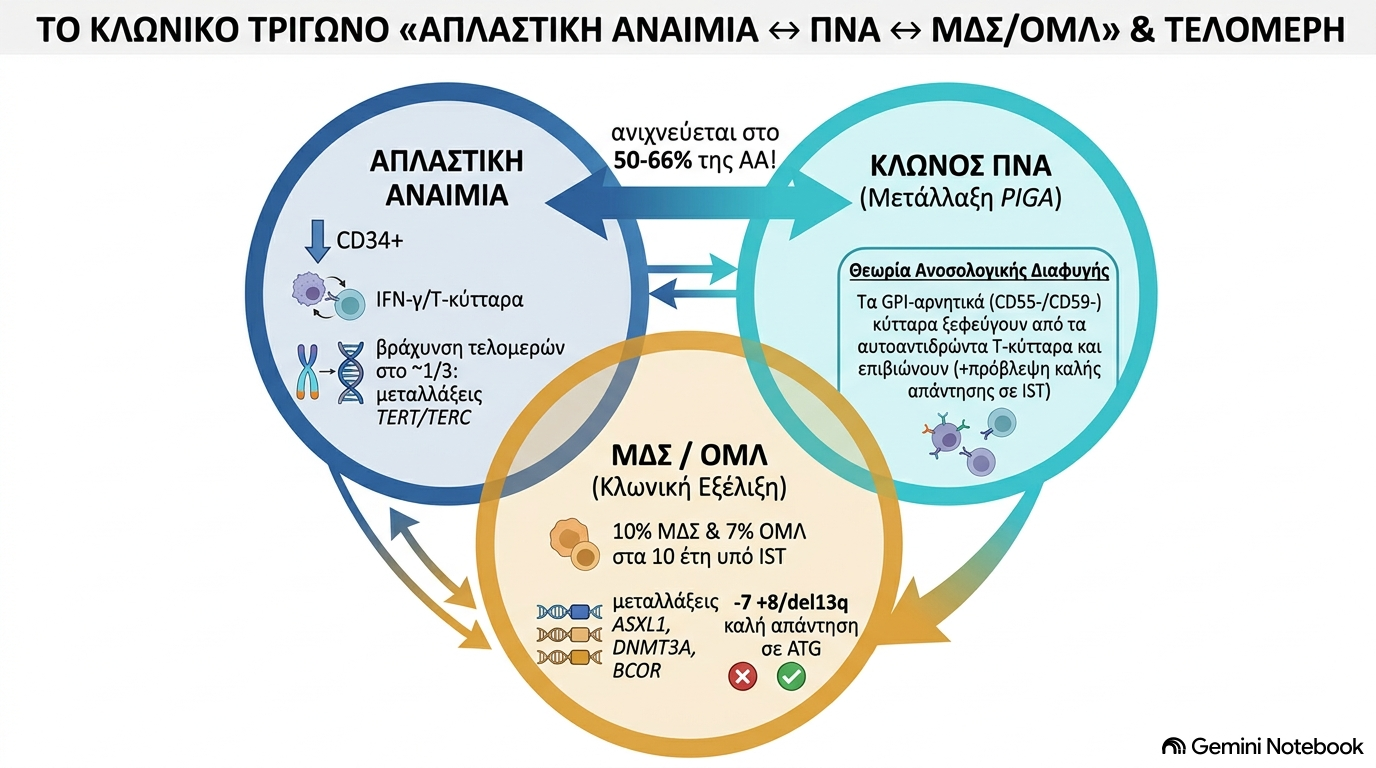 ΤΟ ΚΛΩΝΙΚΟ ΤΡΙΓΩΝΟ «ΑΠΛΑΣΤΙΚΗ ΑΝΑΙΜΙΑ ↔ ΠΝΑ ↔ ΜΔΣ/ΟΜΛ» & ΤΕΛΟΜΕΡΗ
ΑΠΛΑΣΤΙΚΗ
ΑΝΑΙΜΙΑ
CD34+
IFN-γ/Τ-κύτταρα
βράχυνση τελομερών
στο ~1/3:
μεταλλάξεις
TERT/TERC
ανιχνεύεται στο
50-66% της ΑΑ!
ΚΛΩΝΟΣ ΠΝΑ
(Μετάλλαξη PIGA)
Θεωρία Ανοσολογικής Διαφυγής
Τα GPI-αρνητικά (CD55-/CD59-)
κύτταρα ξεφεύγουν από τα
αυτοαντιδρώντα Τ-κύτταρα και
επιβιώνουν (+πρόβλεψη καλής
απάντησης σε IST)
ΜΔΣ / ΟΜΛ
(Κλωνική Εξέλιξη)
10% ΜΔΣ & 7% ΟΜΛ
στα 10 έτη υπό IST
μεταλλάξεις
ASXL1,
DNMT3A,
BCOR
-7 +8/del13q
καλή απάντηση
σε ATG
Gemini Notebook